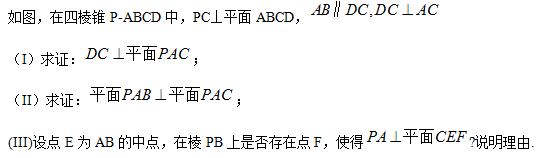 如图，在四棱锥 P-ABCD 中，PC⊥平面 ABCD，AB∥DC,DC⊥AC
（I）求证：DC⊥平面PAC；
（II）求证：平面PAB⊥平面PAC；
(III)设点 E 为 AB 的中点，在棱 PB 上是否存在点 F，使得PA⊥平面CEF?说明理由.